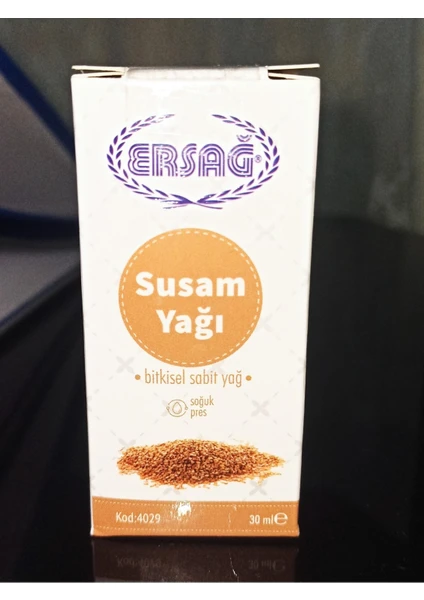 ERSAĞ®
Susam
Yağı
• bitkisel sabit yağ •
soğuk
pres
Kod:4029
30 ml℮